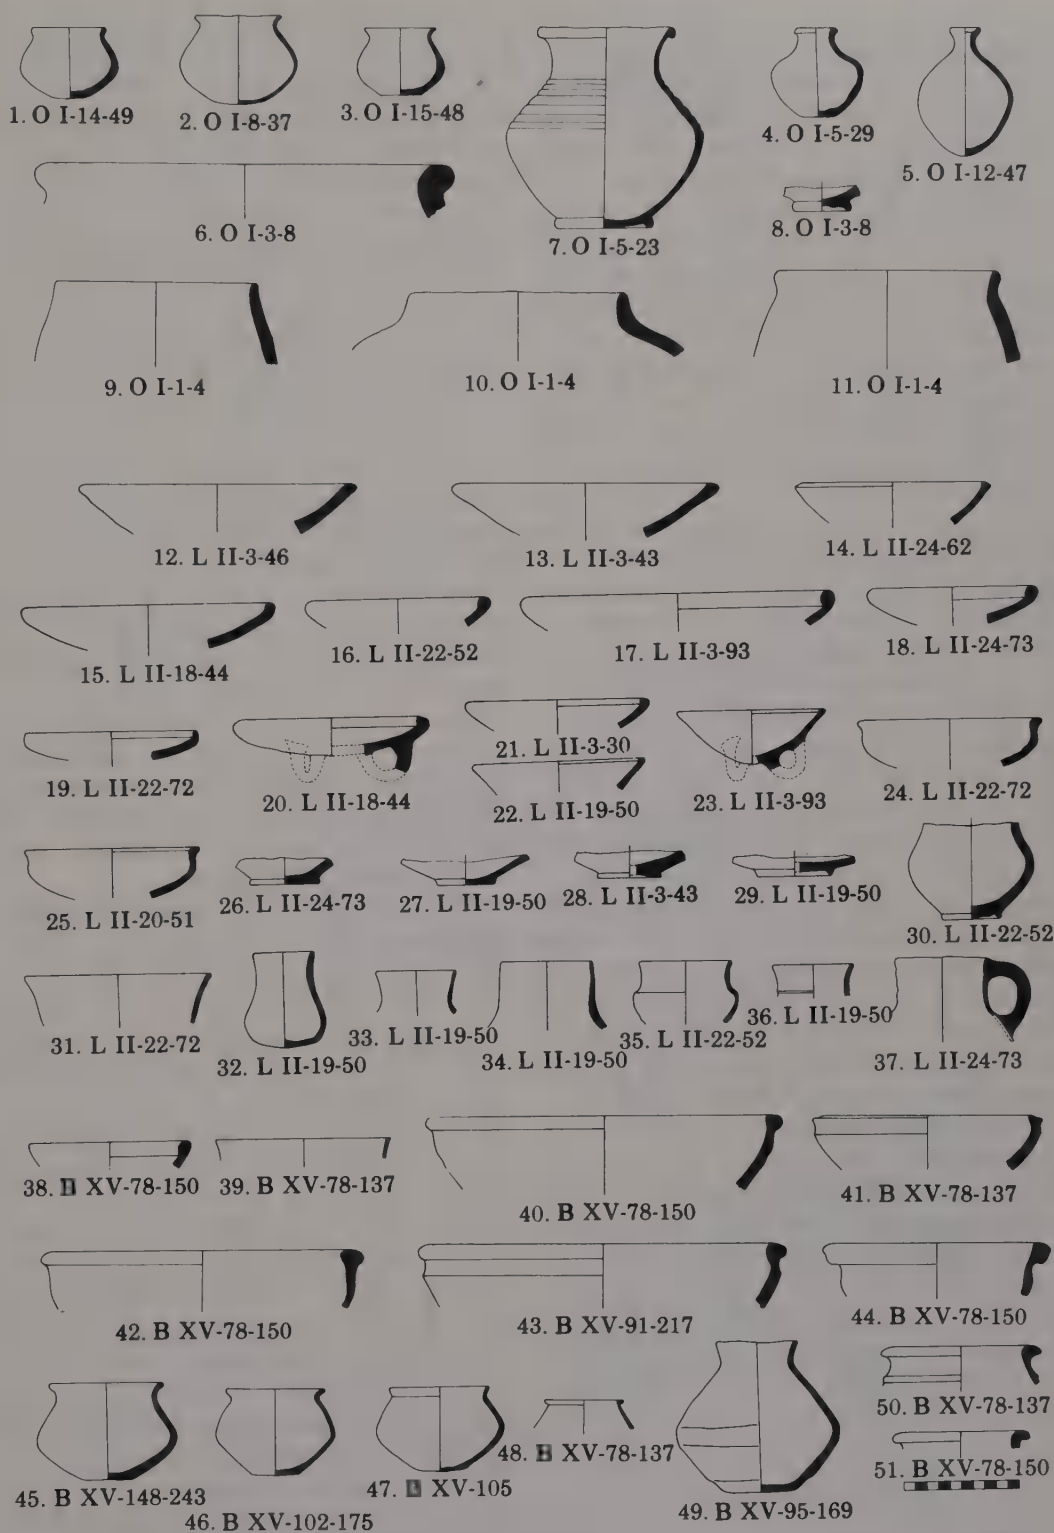 1. O I-14-49
2. O I-8-37
3. O I-15-48
4. O I-5-29
5. O I-12-47
6. O I-3-8
7. O I-5-23
8. O I-3-8
9. O I-1-4
10. O I-1-4
11. O I-1-4
12. L II-3-46
13. L II-3-43
14. L II-24-62
15. L II-18-44
16. L II-22-52
17. L II-3-93
18. L II-24-73
19. L II-22-72
20. L II-18-44
21. L II-3-30
22. L II-19-50
23. L II-3-93
24. L II-22-72
25. L II-20-51
26. L II-24-73
27. L II-19-50
28. L II-3-43
29. L II-19-50
30. L II-22-52
31. L II-22-72
32. L II-19-50
33. L II-19-50
34. L II-19-50
35. L II-22-52
36. L II-19-50
37. L II-24-73
38. B XV-78-150
39. B XV-78-137
40. B XV-78-150
41. B XV-78-137
42. B XV-78-150
43. B XV-91-217
44. B XV-78-150
45. B XV-148-243
46. B XV-102-175
47. B XV-105
48. B XV-78-137
49. B XV-95-169
50. B XV-78-137
51. B XV-78-150